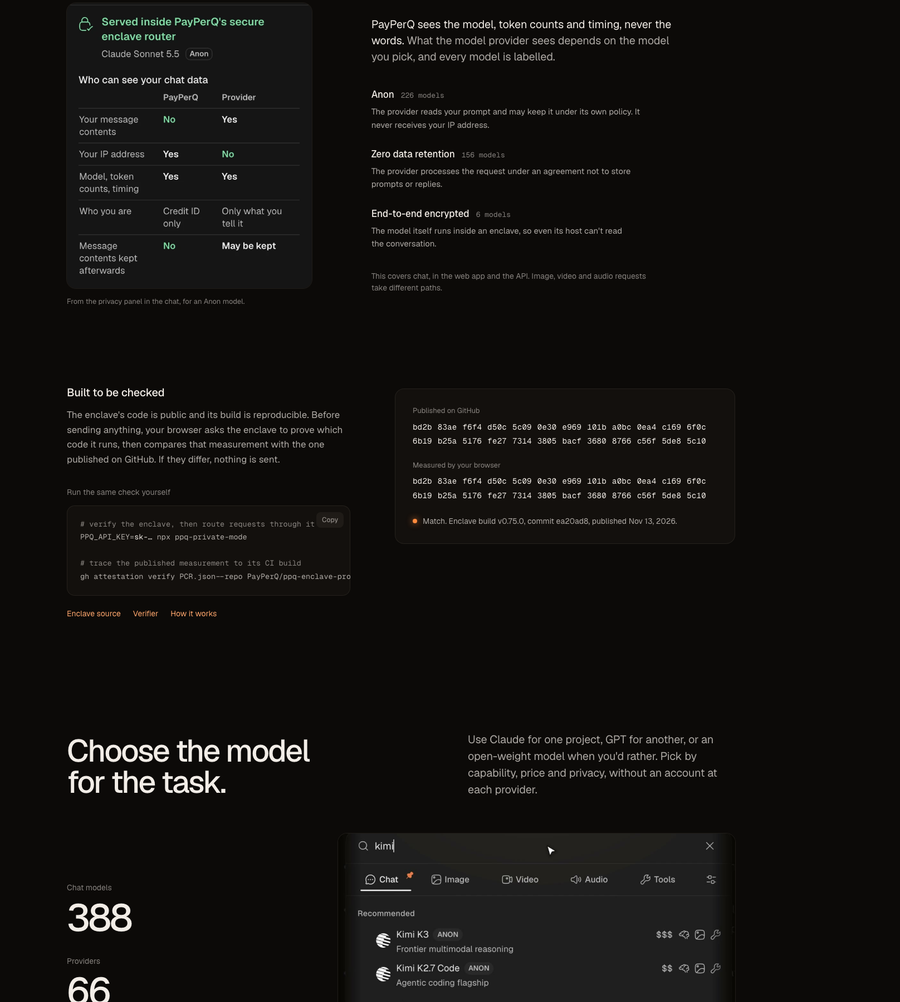 Served inside PayPerQ's secure
enclave router
Claude Sonnet 5.5 Anon
Who can see your chat data
PayPerQ Provider
Your message
contents
No Yes
Your IP address Yes No
Model, token
counts, timing
Yes Yes
Who you are
Credit ID
only
Only what you
tell it
Message
contents kept
afterwards
No May be kept
From the privacy panel in the chat, for an Anon model.
PayPerQ sees the model, token counts and timing, never the
words. What the model provider sees depends on the model
you pick, and every model is labelled.
Anon 226 models
The provider reads your prompt and may keep it under its own policy. It
never receives your IP address.
Zero data retention 156 models
The provider processes the request under an agreement not to store
prompts or replies.
End-to-end encrypted 6 models
The model itself runs inside an enclave, so even its host can't read
the conversation.
This covers chat, in the web app and the API. Image, video and audio requests
take different paths.
Built to be checked
The enclave's code is public and its build is reproducible. Before
sending anything, your browser asks the enclave to prove which
code it runs, then compares that measurement with the one
published on GitHub. If they differ, nothing is sent.
Run the same check yourself
Copy
# verify the enclave, then route requests through it
PPQ_API_KEY=sk-… npx ppq-private-mode
# trace the published measurement to its CI build
gh attestation verify PCR.json--repo PayPerQ/ppq-enclave-pro
Enclave source Verifier How it works
Published on GitHub
bd2b 83ae f6f4 d50c 5c09 0e30 e969 101b a0bc 0ea4 c169 6f0c
6b19 b25a 5176 fe27 7314 3805 bacf 3680 8766 c56f 5de8 5c10
Measured by your browser
bd2b 83ae f6f4 d50c 5c09 0e30 e969 101b a0bc 0ea4 c169 6f0c
6b19 b25a 5176 fe27 7314 3805 bacf 3680 8766 c56f 5de8 5c10
Match. Enclave build v0.75.0, commit ea20ad8, published Nov 13, 2026.
Choose the model
for the task.
Use Claude for one project, GPT for another, or an
open-weight model when you'd rather. Pick by
capability, price and privacy, without an account at
each provider.
Chat models
388
Providers
66
kimi
Chat Image Video Audio Tools
Recommended
Kimi K3 ANON $$$
Frontier multimodal reasoning
Kimi K2.7 Code ANON $$
Agentic coding flagship